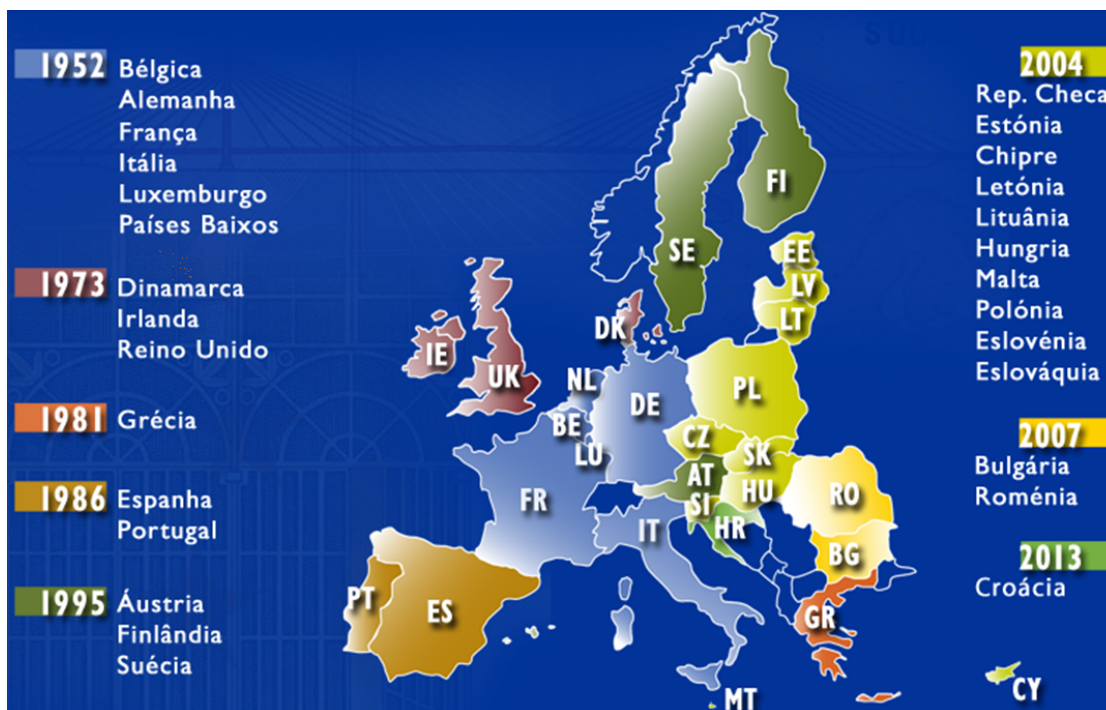 1952
Bélgica
Alemanha
França
Itália
Luxemburgo
Países Baixos
1973
Dinamarca
Irlanda
Reino Unido
1981
Grécia
1986
Espanha
Portugal
1995
Áustria
Finlândia
Suécia
FI
SE
EE
LV
LT
DK
IE
UK
NL
DE
PL
BE
CZ
LU
SK
AT
HU
FR
SI
RO
HR
IT
BG
PT
ES
GR
MT
CY
2004
Rep. Checa
Estónia
Chipre
Letónia
Lituânia
Hungria
Malta
Polónia
Eslovénia
Eslováquia
2007
Bulgária
Roménia
2013
Croácia